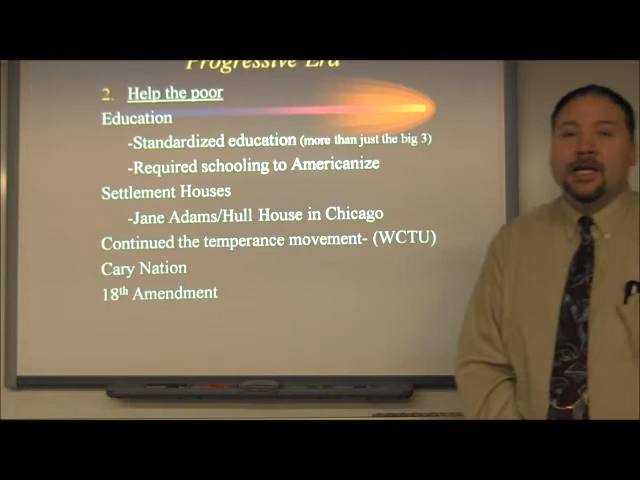 Progressive Era
2. Help the poor
Education
-Standardized education (more than just the big 3)
-Required schooling to Americanize
Settlement Houses
-Jane Adams/Hull House in Chicago
Continued the temperance movement- (WCTU)
Cary Nation
18th Amendment